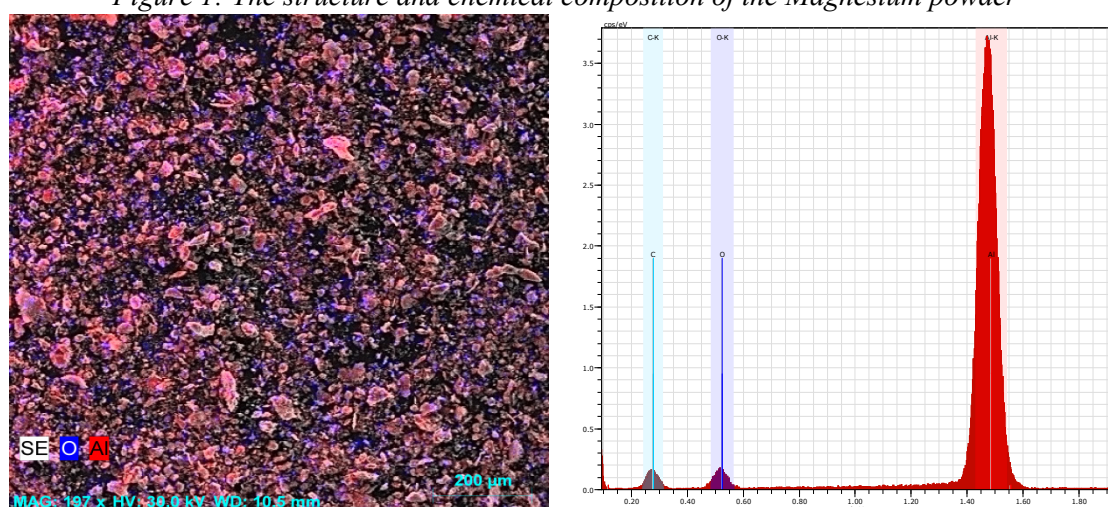 Figure 1: The structure and chemical composition of the Magnesium powder
SE O Al
200 µm
MAG: 197 x HV: 30.0 kV WD: 10.5 mm
cps/eV
C-K O-K l-K
3.5
3.0
2.5
2.0
C O Al
1.5
1.0
0.5
0.0
0.20 0.40 0.60 0.80 1.00 1.20 1.40 1.60 1.80